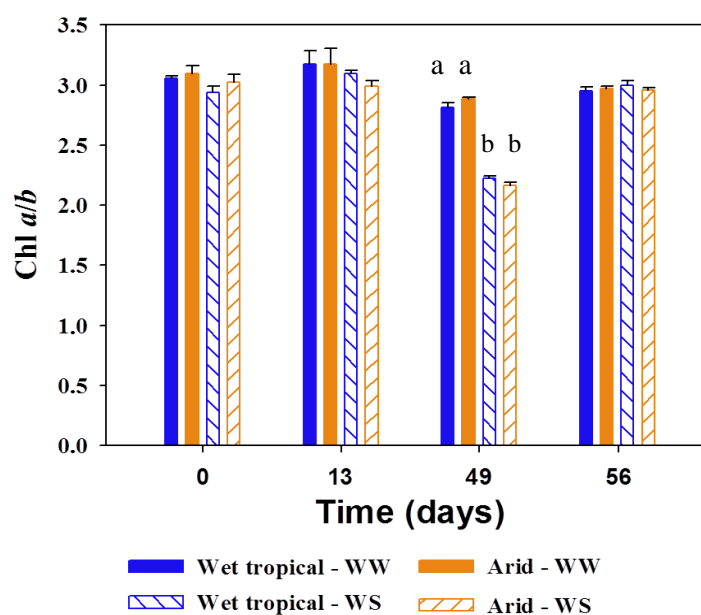 3.5
3.0
2.5
2.0
1.5
1.0
0.5
0.0
Chl a/b
a a
b b
0 13 49 56
Time (days)
Wet tropical - WW Arid - WW
Wet tropical - WS Arid - WS